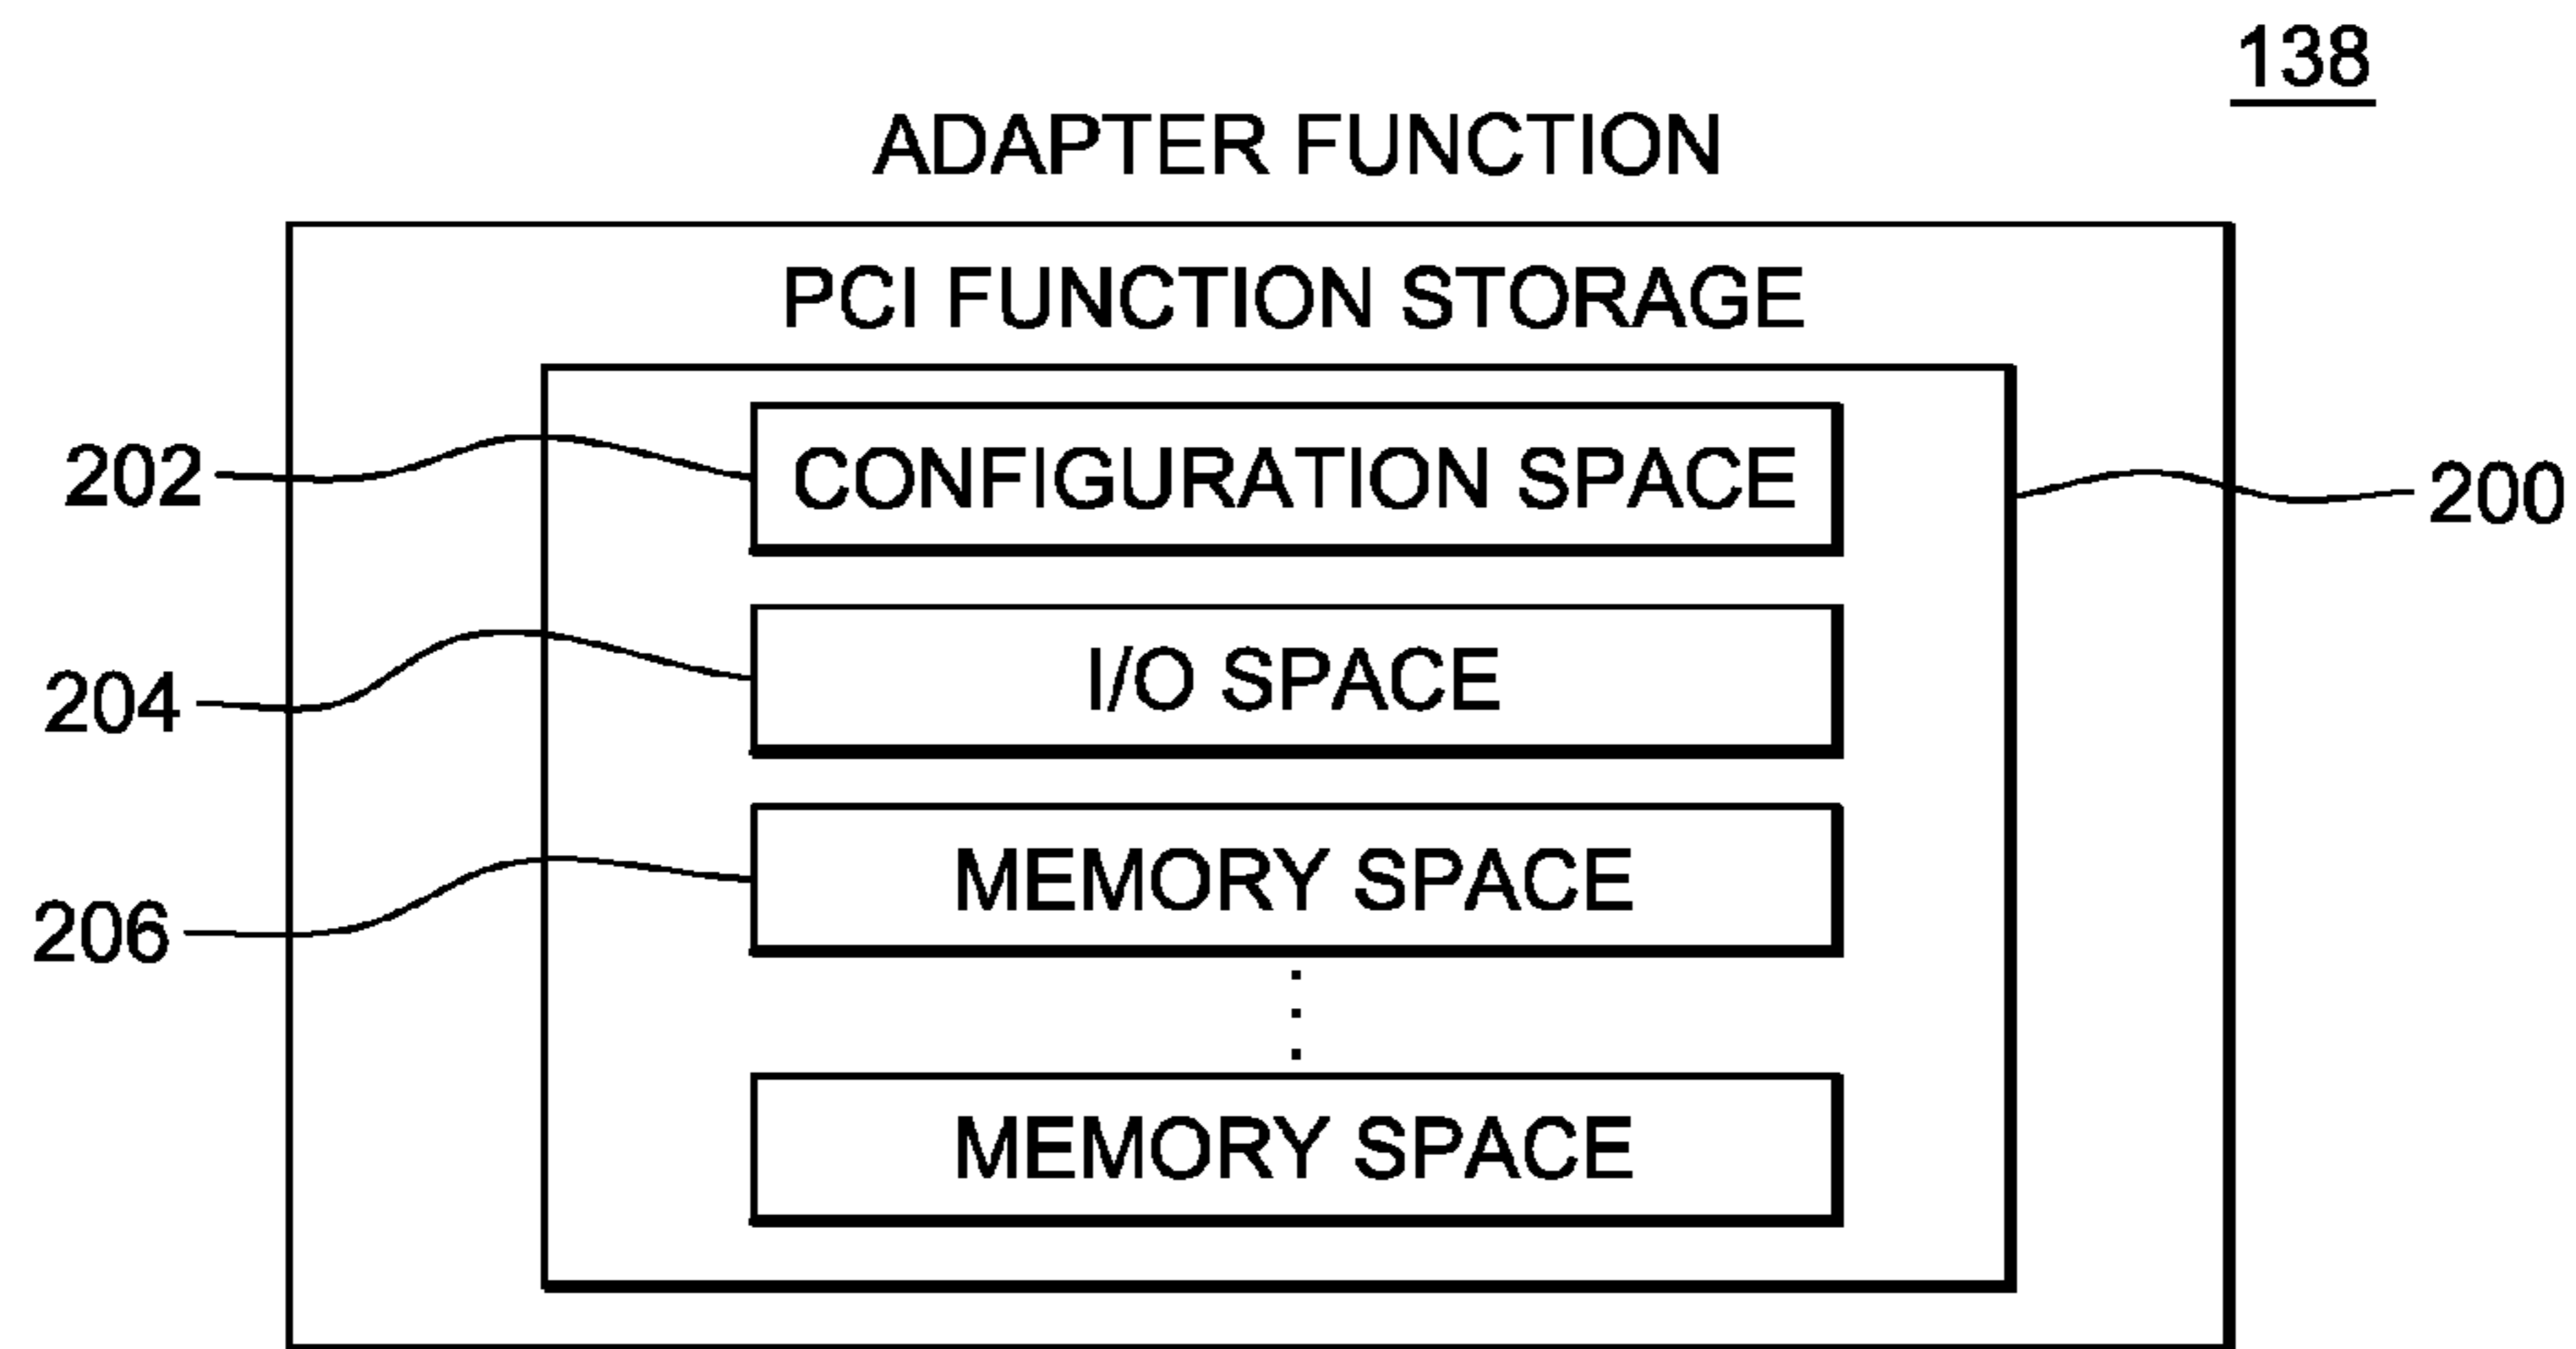 138
ADAPTER FUNCTION
PCI FUNCTION STORAGE
202
CONFIGURATION SPACE
200
204
I/O SPACE
206
MEMORY SPACE
MEMORY SPACE